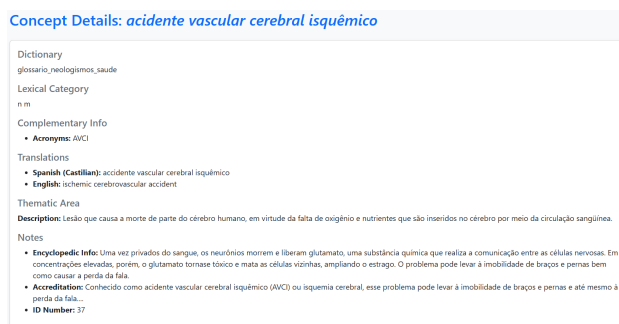 Concept Details: acidente vascular cerebral isquêmico
Dictionary
glossario_neologismos_saude
Lexical Category
n m
Complementary Info
• Acronyms: AVCI
Translations
• Spanish (Castilian): accidente vascular cerebral isquémico
• English: ischemic cerebrovascular accident
Thematic Area
Description: Lesão que causa a morte de parte do cérebro humano, em virtude da falta de oxigênio e nutrientes que são inseridos no cérebro por meio da circulação sangüínea.
Notes
• Encyclopedic Info: Uma vez privados do sangue, os neurônios morrem e liberam glutamato, uma substância química que realiza a comunicação entre as células nervosas. Em
concentrações elevadas, porém, o glutamato tornase tóxico e mata as células vizinhas, ampliando o estrago. O problema pode levar à imobilidade de braços e pernas bem
como causar a perda da fala.
• Accreditation: Conhecido como acidente vascular cerebral isquêmico (AVCI) ou isquemia cerebral, esse problema pode levar à imobilidade de braços e pernas e até mesmo à
perda da fala...
• ID Number: 37